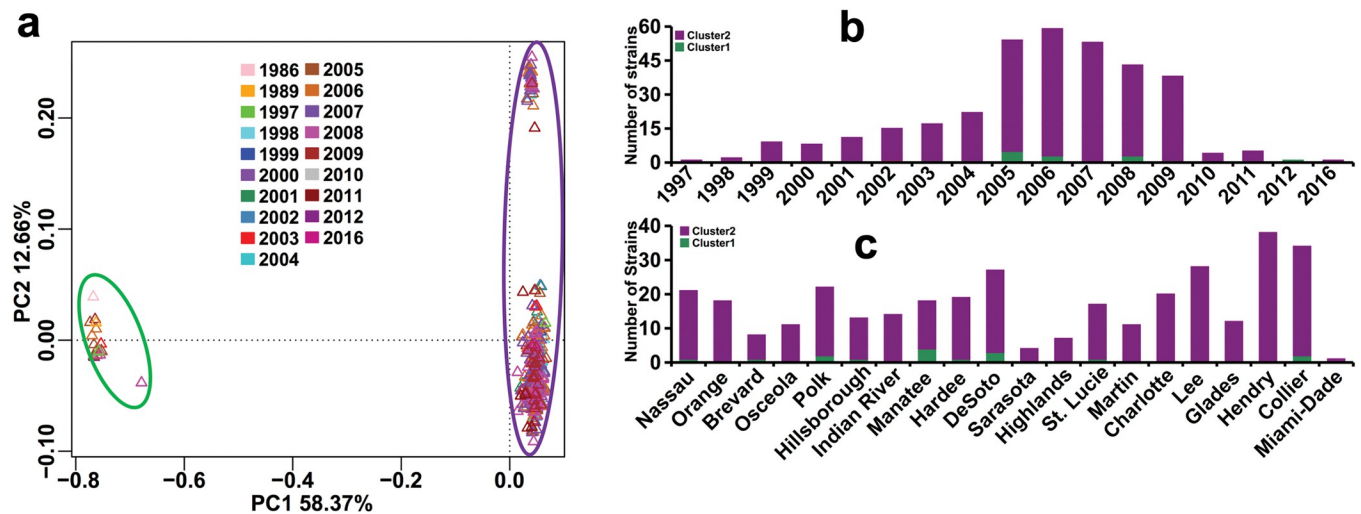 a
1986 2005
1989 2006
1997 2007
1998 2008
1999 2009
2000 2010
2001 2011
2002 2012
2003 2016
2004
PC2 12.66%
0.20
0.10
0.00
−0.10
−0.8 −0.6 −0.4 −0.2 0.0
PC1 58.37%
b
Cluster2
Cluster1
Number of strains
60
45
30
15
0
1997 1998 1999 2000 2001 2002 2003 2004 2005 2006 2007 2008 2009 2010 2011 2012 2016
c
Cluster2
Cluster1
Number of Strains
40
30
20
10
0
Nassau Orange Brevard Osceola Polk Hillsborough Indian River Manatee Hardee DeSoto Sarasota Highlands St. Lucie Martin Charlotte Lee Glades Hendry Collier Miami-Dade